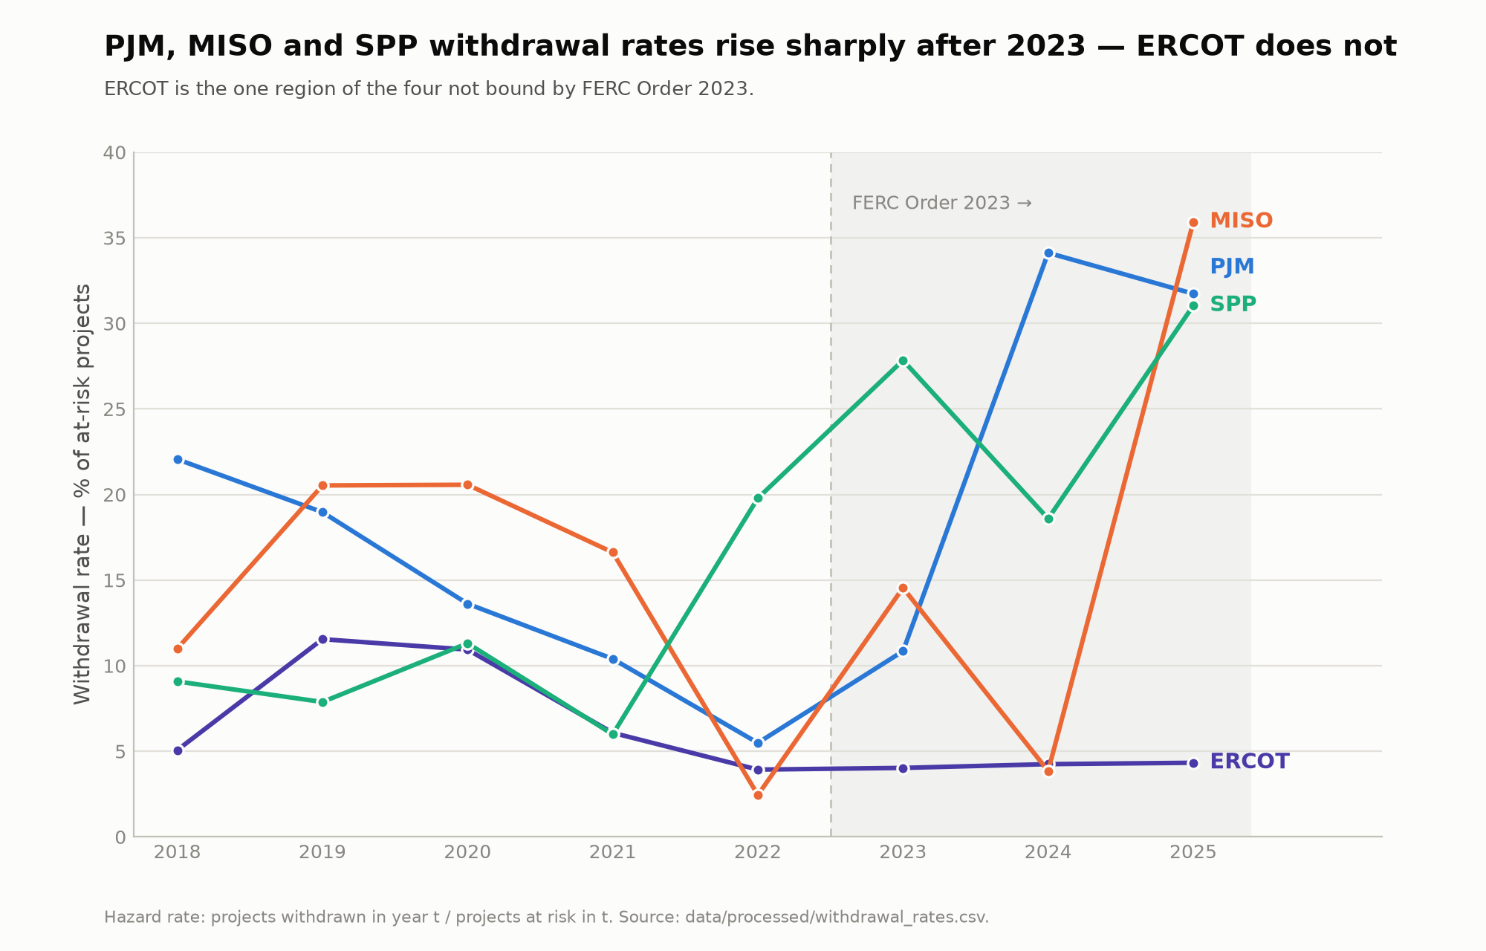 PJM, MISO and SPP withdrawal rates rise sharply after 2023 — ERCOT does not
ERCOT is the one region of the four not bound by FERC Order 2023.
Withdrawal rate — % of at-risk projects
40
35
30
25
20
15
10
5
0
FERC Order 2023 →
MISO
PJM
SPP
ERCOT
2018 2019 2020 2021 2022 2023 2024 2025
Hazard rate: projects withdrawn in year t / projects at risk in t. Source: data/processed/withdrawal_rates.csv.